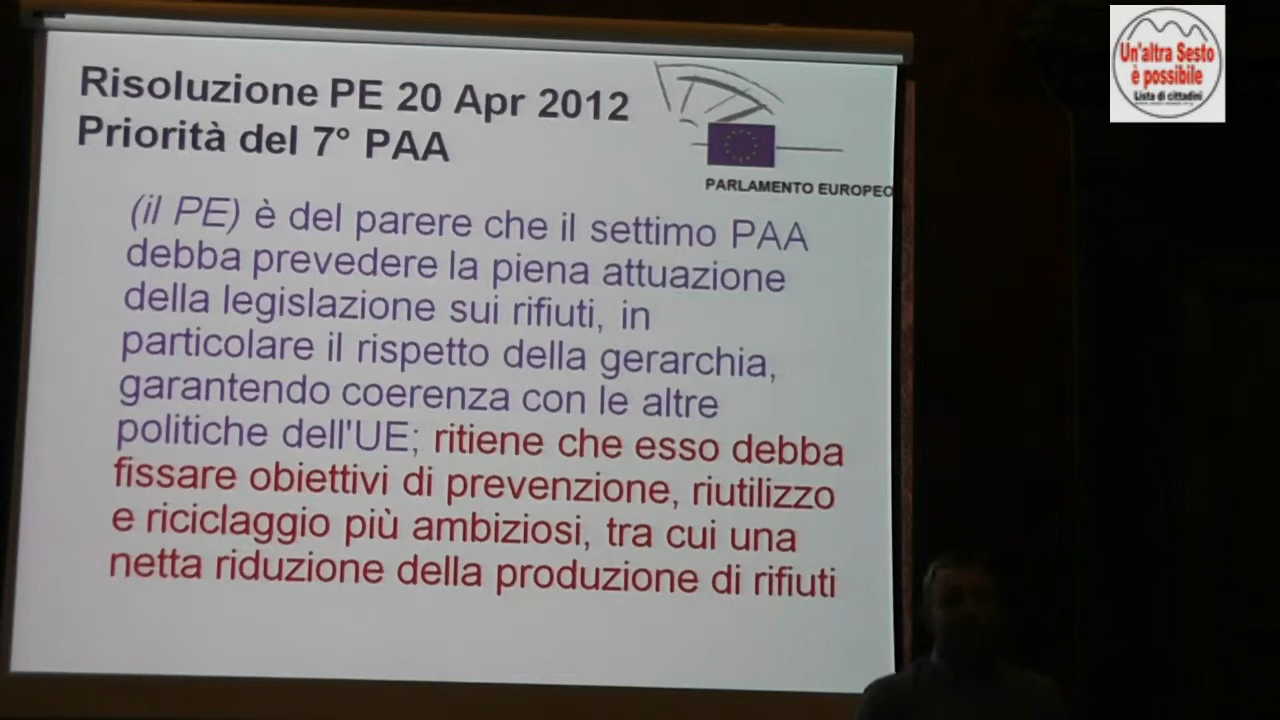 Risoluzione PE 20 Apr 2012
Priorità del 7° PAA
PARLAMENTO EUROPEO
(il PE) è del parere che il settimo PAA
debba prevedere la piena attuazione
della legislazione sui rifiuti, in
particolare il rispetto della gerarchia,
garantendo coerenza con le altre
politiche dell'UE; ritiene che esso debba
fissare obiettivi di prevenzione, riutilizzo
e riciclaggio più ambiziosi, tra cui una
netta riduzione della produzione di rifiuti
Un'altra Sesto
è possibile
Lista di cittadini